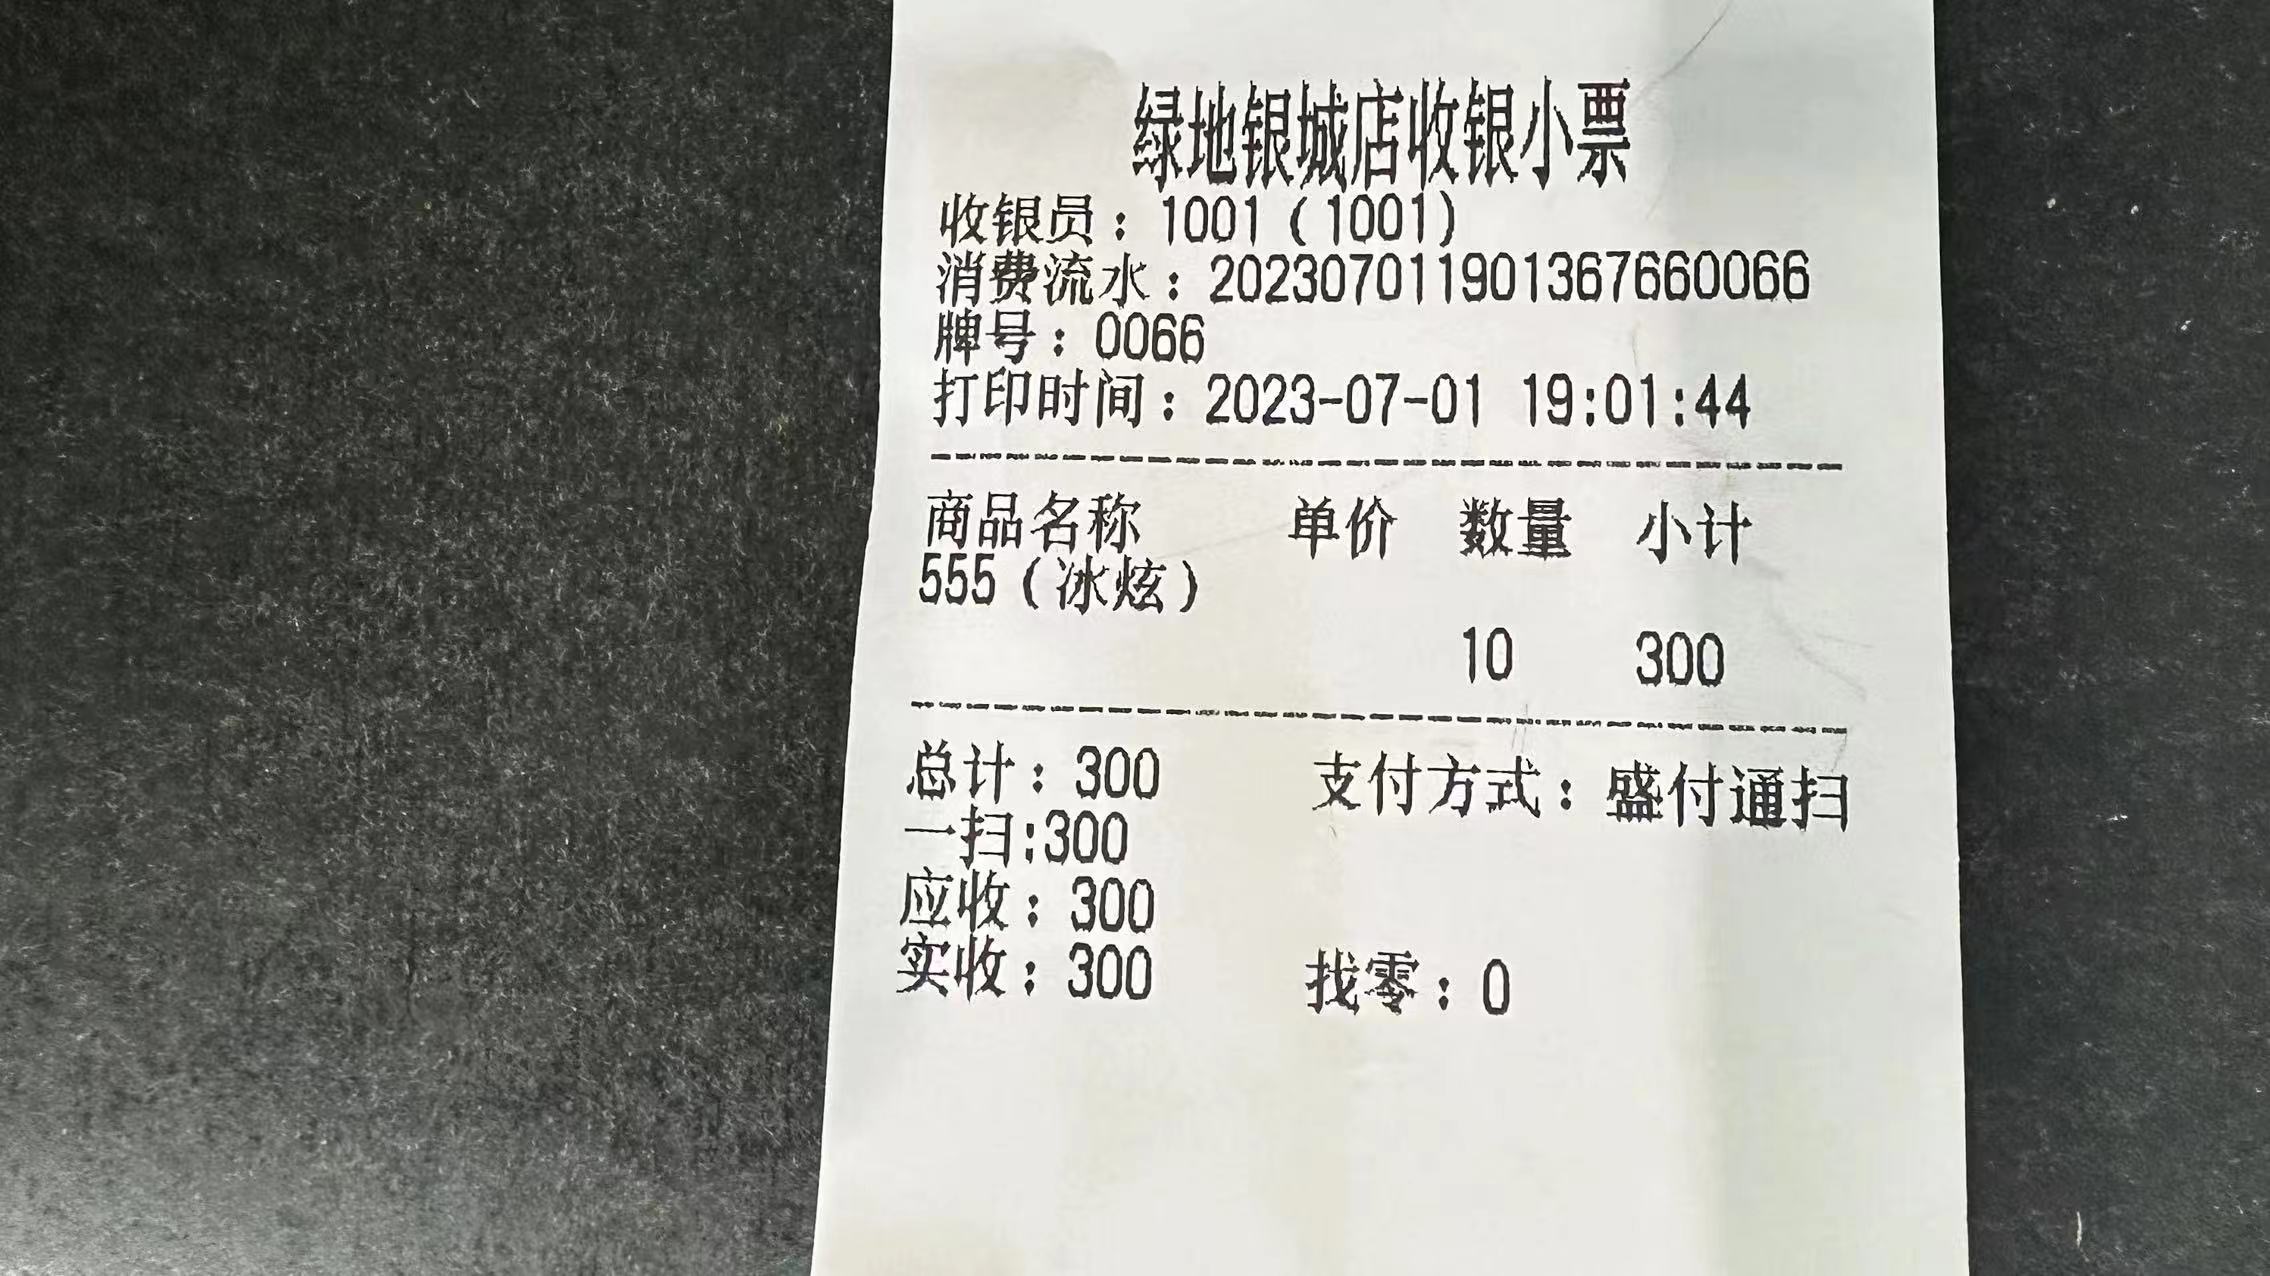 绿地银城店收银小票
收银员：1001（1001）
消费流水：2023070119013676​60066
牌号：0066
打印时间：2023-07-01 19:01:44
商品名称 单价 数量 小计
555（冰炫）
10 300
总计：300 支付方式：盛付通扫
一扫:300
应收：300
实收：300 找零：0